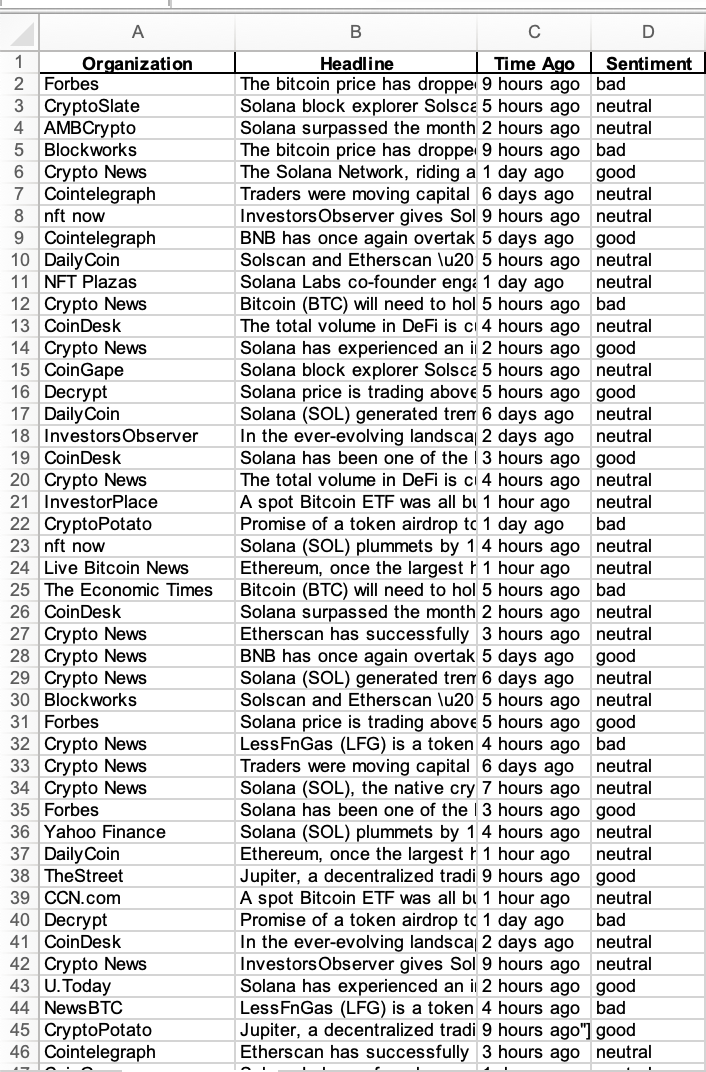 A B C D
1 Organization Headline Time Ago Sentiment
2 Forbes The bitcoin price has droppe 9 hours ago bad
3 CryptoSlate Solana block explorer Solsca 5 hours ago neutral
4 AMBCrypto Solana surpassed the month 2 hours ago neutral
5 Blockworks The bitcoin price has droppe 9 hours ago bad
6 Crypto News The Solana Network, riding a 1 day ago good
7 Cointelegraph Traders were moving capital 6 days ago neutral
8 nft now InvestorsObserver gives Sol 9 hours ago neutral
9 Cointelegraph BNB has once again overtak 5 days ago good
10 DailyCoin Solscan and Etherscan \u20 5 hours ago neutral
11 NFT Plazas Solana Labs co-founder enga 1 day ago neutral
12 Crypto News Bitcoin (BTC) will need to hol 5 hours ago bad
13 CoinDesk The total volume in DeFi is c 4 hours ago neutral
14 Crypto News Solana has experienced an i 2 hours ago good
15 CoinGape Solana block explorer Solsca 5 hours ago neutral
16 Decrypt Solana price is trading above 5 hours ago good
17 DailyCoin Solana (SOL) generated trem 6 days ago neutral
18 InvestorsObserver In the ever-evolving landsca 2 days ago neutral
19 CoinDesk Solana has been one of the 3 hours ago good
20 Crypto News The total volume in DeFi is c 4 hours ago neutral
21 InvestorPlace A spot Bitcoin ETF was all bu 1 hour ago neutral
22 CryptoPotato Promise of a token airdrop to 1 day ago bad
23 nft now Solana (SOL) plummets by 1 4 hours ago neutral
24 Live Bitcoin News Ethereum, once the largest h 1 hour ago neutral
25 The Economic Times Bitcoin (BTC) will need to hol 5 hours ago bad
26 CoinDesk Solana surpassed the month 2 hours ago neutral
27 Crypto News Etherscan has successfully 3 hours ago neutral
28 Crypto News BNB has once again overtak 5 days ago good
29 Crypto News Solana (SOL) generated trem 6 days ago neutral
30 Blockworks Solscan and Etherscan \u20 5 hours ago neutral
31 Forbes Solana price is trading above 5 hours ago good
32 Crypto News LessFnGas (LFG) is a token 4 hours ago bad
33 Crypto News Traders were moving capital 6 days ago neutral
34 Crypto News Solana (SOL), the native cry 7 hours ago neutral
35 Forbes Solana has been one of the 3 hours ago good
36 Yahoo Finance Solana (SOL) plummets by 1 4 hours ago neutral
37 DailyCoin Ethereum, once the largest h 1 hour ago neutral
38 TheStreet Jupiter, a decentralized tradi 9 hours ago good
39 CCN.com A spot Bitcoin ETF was all bu 1 hour ago neutral
40 Decrypt Promise of a token airdrop to 1 day ago bad
41 CoinDesk In the ever-evolving landsca 2 days ago neutral
42 Crypto News InvestorsObserver gives Sol 9 hours ago neutral
43 U.Today Solana has experienced an i 2 hours ago good
44 NewsBTC LessFnGas (LFG) is a token 4 hours ago bad
45 CryptoPotato Jupiter, a decentralized tradi 9 hours ago"] good
46 Cointelegraph Etherscan has successfully 3 hours ago neutral